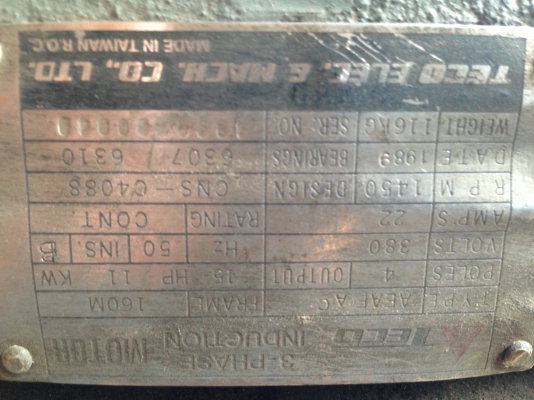 3-PHASE
TECO INDUCTION MOTOR
TYPE AEAF AC FRAME 160M
POLES 4 OUTPUT 15 HP 11 KW
VOLTS 380 Hz 50 INS. B
AMP'S 22 RATING CONT.
R P M 1450 DESIGN CNS-C4088
DATE 1989 BEARINGS 6307 / 6310
WEIGHT 116KG SER. NO
TECO ELEC. & MACH. CO., LTD.
MADE IN TAIWAN R.O.C.